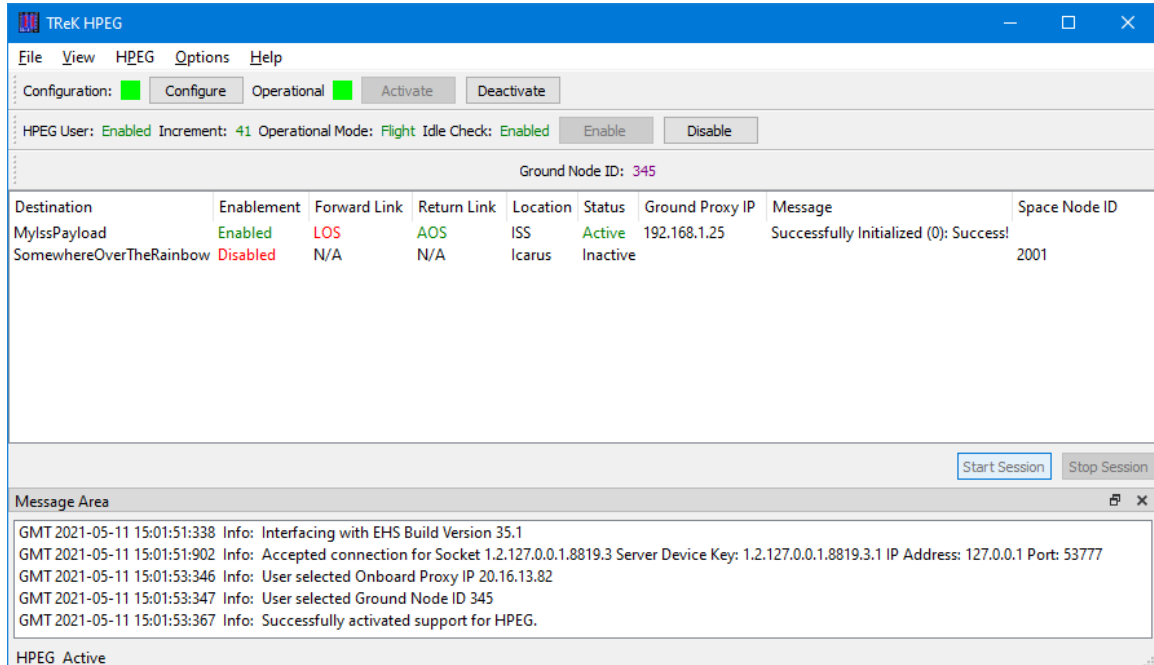 TReK HPEG
File View HPEG Options Help
Configuration: Configure Operational Activate Deactivate
HPEG User: Enabled Increment: 41 Operational Mode: Flight Idle Check: Enabled Enable Disable
Ground Node ID: 345
Destination Enablement Forward Link Return Link Location Status Ground Proxy IP Message Space Node ID
MyIssPayload Enabled LOS AOS ISS Active 192.168.1.25 Successfully Initialized (0): Success!
SomewhereOverTheRainbow Disabled N/A N/A Icarus Inactive 2001
Start Session Stop Session
Message Area
GMT 2021-05-11 15:01:51:338 Info: Interfacing with EHS Build Version 35.1
GMT 2021-05-11 15:01:51:902 Info: Accepted connection for Socket 1.2.127.0.0.1.8819.3 Server Device Key: 1.2.127.0.0.1.8819.3.1 IP Address: 127.0.0.1 Port: 53777
GMT 2021-05-11 15:01:53:346 Info: User selected Onboard Proxy IP 20.16.13.82
GMT 2021-05-11 15:01:53:347 Info: User selected Ground Node ID 345
GMT 2021-05-11 15:01:53:367 Info: Successfully activated support for HPEG.
HPEG Active